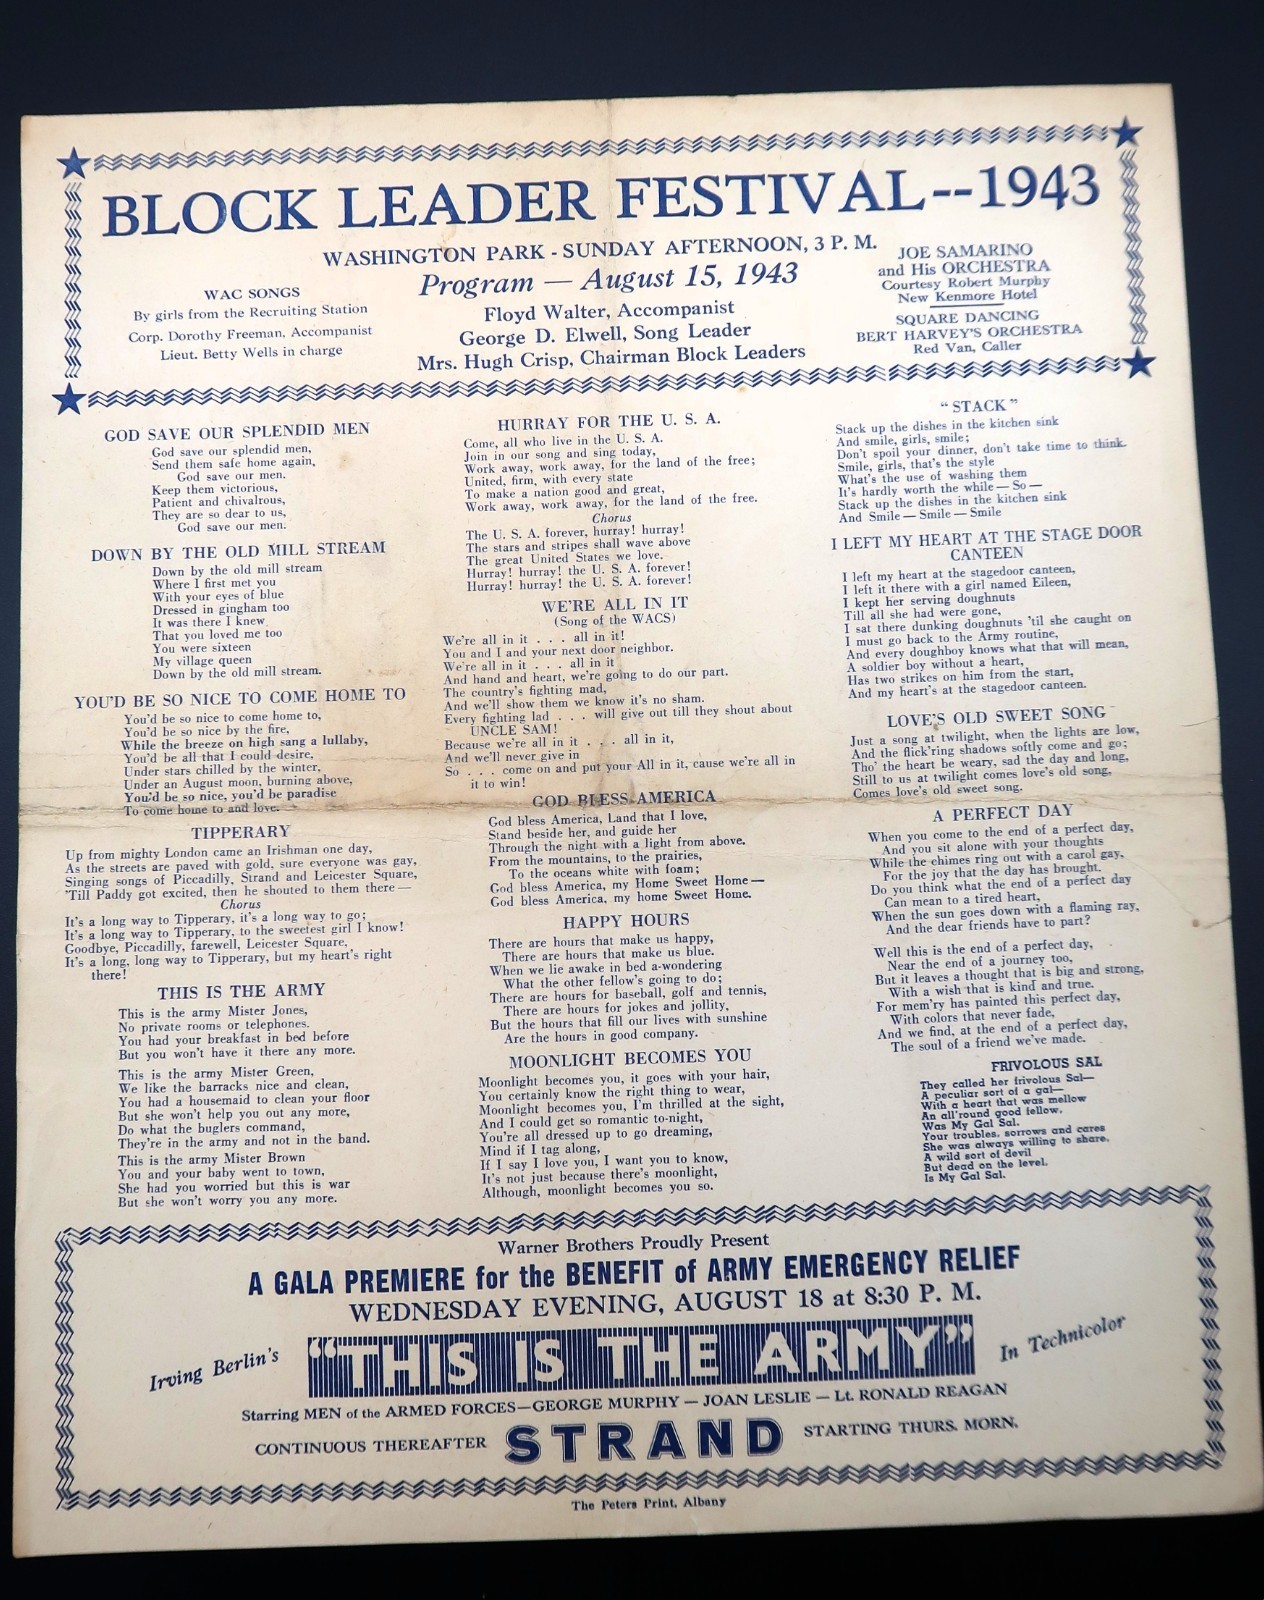 BLOCK LEADER FESTIVAL--1943
WASHINGTON PARK - SUNDAY AFTERNOON, 3 P. M.
Program — August 15, 1943
Floyd Walter, Accompanist
George D. Elwell, Song Leader
Mrs. Hugh Crisp, Chairman Block Leaders
WAC SONGS
By girls from the Recruiting Station
Corp. Dorothy Freeman, Accompanist
Lieut. Betty Wells in charge
JOE SAMARINO
and His ORCHESTRA
Courtesy Robert Murphy
New Kenmore Hotel
SQUARE DANCING
BERT HARVEY'S ORCHESTRA
Red Van, Caller
GOD SAVE OUR SPLENDID MEN
God save our splendid men,
Send them safe home again,
God save our men.
Keep them victorious,
Patient and chivalrous,
They are so dear to us,
God save our men.
DOWN BY THE OLD MILL STREAM
Down by the old mill stream
Where I first met you
With your eyes of blue
Dressed in gingham too
It was there I knew
That you loved me too
You were sixteen
My village queen
Down by the old mill stream.
YOU'D BE SO NICE TO COME HOME TO
You'd be so nice to come home to,
You'd be so nice by the fire,
While the breeze on high sang a lullaby,
You'd be all that I could desire,
Under stars chilled by the winter,
Under an August moon, burning above,
You'd be so nice, you'd be paradise
To come home to and love.
TIPPERARY
Up from mighty London came an Irishman one day,
As the streets are paved with gold, sure everyone was gay,
Singing songs of Piccadilly, Strand and Leicester Square,
'Till Paddy got excited, then he shouted to them there —
Chorus
It's a long way to Tipperary, it's a long way to go;
It's a long way to Tipperary, to the sweetest girl I know!
Goodbye, Piccadilly, farewell, Leicester Square,
It's a long, long way to Tipperary, but my heart's right
there!
THIS IS THE ARMY
This is the army Mister Jones,
No private rooms or telephones.
You had your breakfast in bed before
But you won't have it there any more.
This is the army Mister Green,
We like the barracks nice and clean,
You had a housemaid to clean your floor
But she won't help you out any more,
Do what the buglers command,
They're in the army and not in the band.
This is the army Mister Brown
You and your baby went to town,
She had you worried but this is war
But she won't worry you any more.
HURRAY FOR THE U. S. A.
Come, all who live in the U. S. A.
Join in our song and sing today,
Work away, work away, for the land of the free;
United, firm, with every state
To make a nation good and great,
Work away, work away, for the land of the free.
Chorus
The U. S. A. forever, hurray! hurray!
The stars and stripes shall wave above
The great United States we love.
Hurray! hurray! the U. S. A. forever!
Hurray! hurray! the U. S. A. forever!
WE'RE ALL IN IT
(Song of the WACS)
We're all in it . . . all in it!
You and I and your next door neighbor.
We're all in it . . . all in it
And hand and heart, we're going to do our part.
The country's fighting mad,
And we'll show them we know it's no sham.
Every fighting lad . . . will give out till they shout about
UNCLE SAM!
Because we're all in it . . . all in it,
And we'll never give in
So . . . come on and put your All in it, cause we're all in
it to win!
GOD BLESS AMERICA
God bless America, Land that I love,
Stand beside her, and guide her
Through the night with a light from above.
From the mountains, to the prairies,
To the oceans white with foam;
God bless America, my Home Sweet Home—
God bless America, my home Sweet Home.
HAPPY HOURS
There are hours that make us happy,
There are hours that make us blue.
When we lie awake in bed a-wondering
What the other fellow's going to do;
There are hours for baseball, golf and tennis,
There are hours for jokes and jollity,
But the hours that fill our lives with sunshine
Are the hours in good company.
MOONLIGHT BECOMES YOU
Moonlight becomes you, it goes with your hair,
You certainly know the right thing to wear,
Moonlight becomes you, I'm thrilled at the sight,
And I could get so romantic to-night,
You're all dressed up to go dreaming,
Mind if I tag along,
If I say I love you, I want you to know,
It's not just because there's moonlight,
Although, moonlight becomes you so.
"STACK"
Stack up the dishes in the kitchen sink
And smile, girls, smile;
Don't spoil your dinner, don't take time to think.
Smile, girls, that's the style
What's the use of washing them
It's hardly worth the while — So —
Stack up the dishes in the kitchen sink
And Smile — Smile — Smile
I LEFT MY HEART AT THE STAGE DOOR
CANTEEN
I left my heart at the stagedoor canteen,
I left it there with a girl named Eileen,
I kept her serving doughnuts
Till all she had were gone,
I sat there dunking doughnuts 'til she caught on
I must go back to the Army routine,
And every doughboy knows what that will mean,
A soldier boy without a heart,
Has two strikes on him from the start,
And my heart's at the stagedoor canteen.
LOVE'S OLD SWEET SONG
Just a song at twilight, when the lights are low,
And the flick'ring shadows softly come and go;
Tho' the heart be weary, sad the day and long,
Still to us at twilight comes love's old song,
Comes love's old sweet song.
A PERFECT DAY
When you come to the end of a perfect day,
And you sit alone with your thoughts
While the chimes ring out with a carol gay,
For the joy that the day has brought.
Do you think what the end of a perfect day
Can mean to a tired heart,
When the sun goes down with a flaming ray,
And the dear friends have to part?
Well this is the end of a perfect day,
Near the end of a journey too,
But it leaves a thought that is big and strong,
With a wish that is kind and true.
For mem'ry has painted this perfect day,
With colors that never fade,
And we find, at the end of a perfect day,
The soul of a friend we've made.
FRIVOLOUS SAL
They called her frivolous Sal—
A peculiar sort of a gal—
With a heart that was mellow
An all'round good fellow,
Was My Gal Sal.
Your troubles, sorrows and cares
She was always willing to share.
A wild sort of devil
But dead on the level.
Is My Gal Sal.
Warner Brothers Proudly Present
A GALA PREMIERE for the BENEFIT of ARMY EMERGENCY RELIEF
WEDNESDAY EVENING, AUGUST 18 at 8:30 P. M.
Irving Berlin's
"THIS IS THE ARMY"
In Technicolor
Starring MEN of the ARMED FORCES—GEORGE MURPHY — JOAN LESLIE — Lt. RONALD REAGAN
CONTINUOUS THEREAFTER STRAND STARTING THURS. MORN.
The Peters Print, Albany